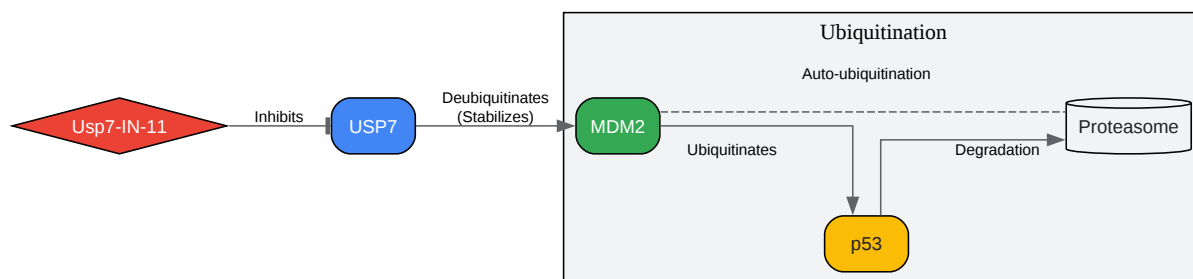 Ubiquitination
Auto-ubiquitination
Usp7-IN-11
Inhibits
USP7
Deubiquitinates
(Stabilizes)
MDM2
Ubiquitinates
Degradation
Proteasome
p53